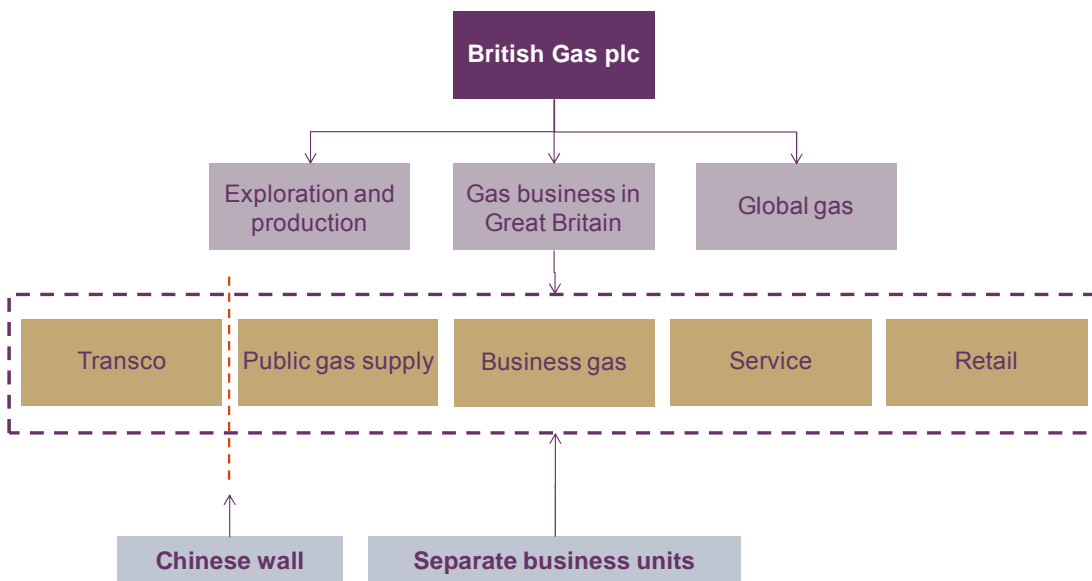 British Gas plc
Exploration and
production
Gas business in
Great Britain
Global gas
Transco
Public gas supply
Business gas
Service
Retail
Chinese wall
Separate business units